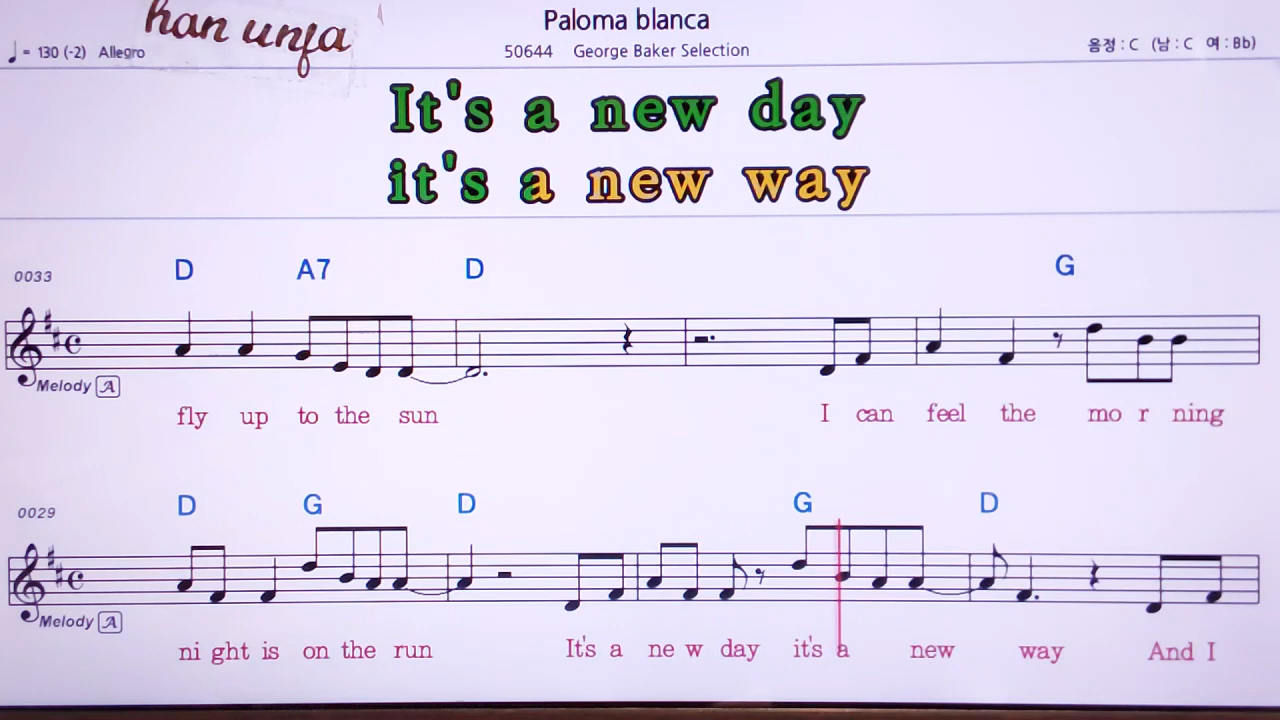 han unfa
Paloma blanca
♩ = 130 (-2) Allegro
50644 George Baker Selection
음정 : C (남 : C 여 : Bb)
It's a new day
it's a new way
0033
D A7 D G
Melody A
fly up to the sun I can feel the mo r ning
0029
D G D G D
Melody A
ni ght is on the run It's a ne w day it's a new way And I